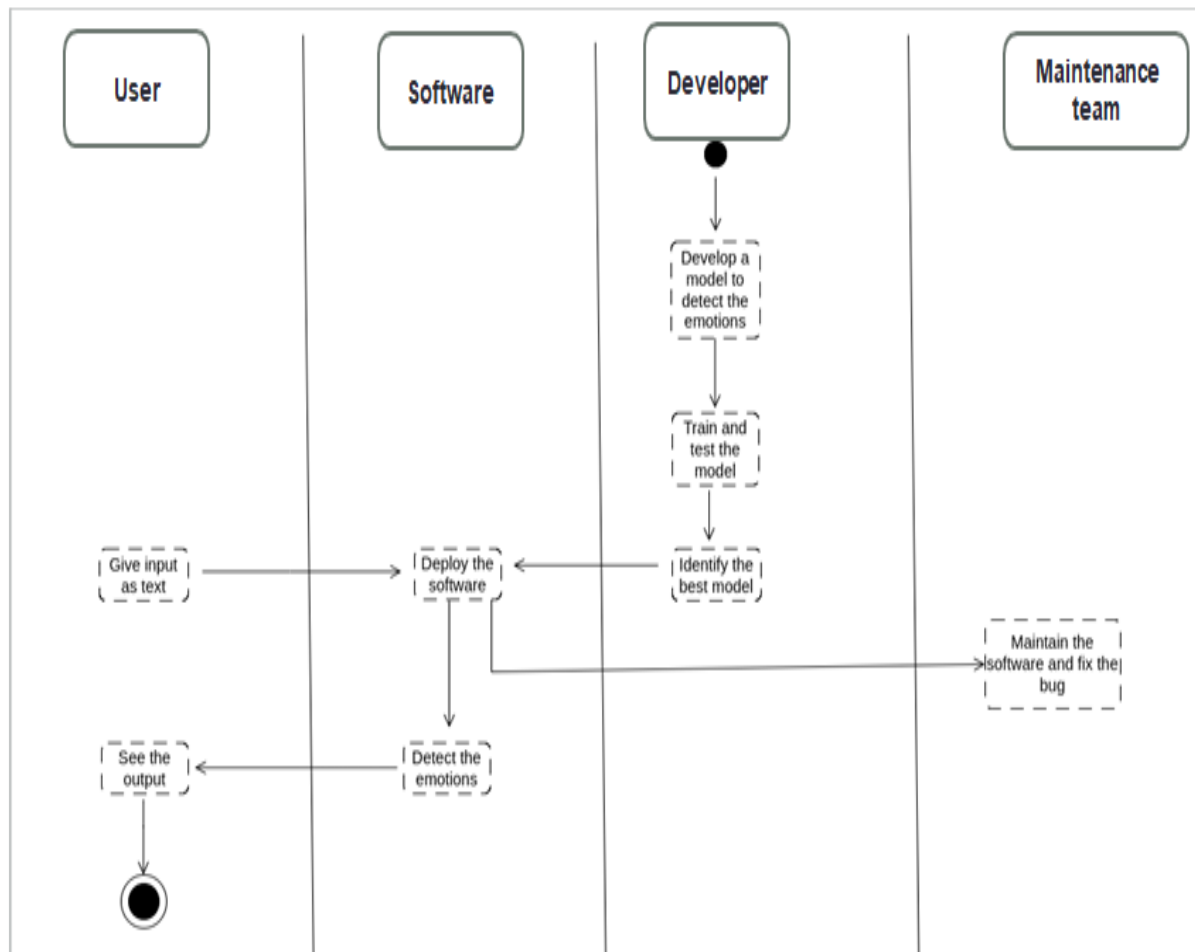 User
Software
Developer
Maintenance
team
Develop a
model to
detect the
emotions
Train and
test the
model
Give input
as text
Deploy the
software
Identify the
best model
Maintain the
software and fix the
bug
See the
output
Detect the
emotions